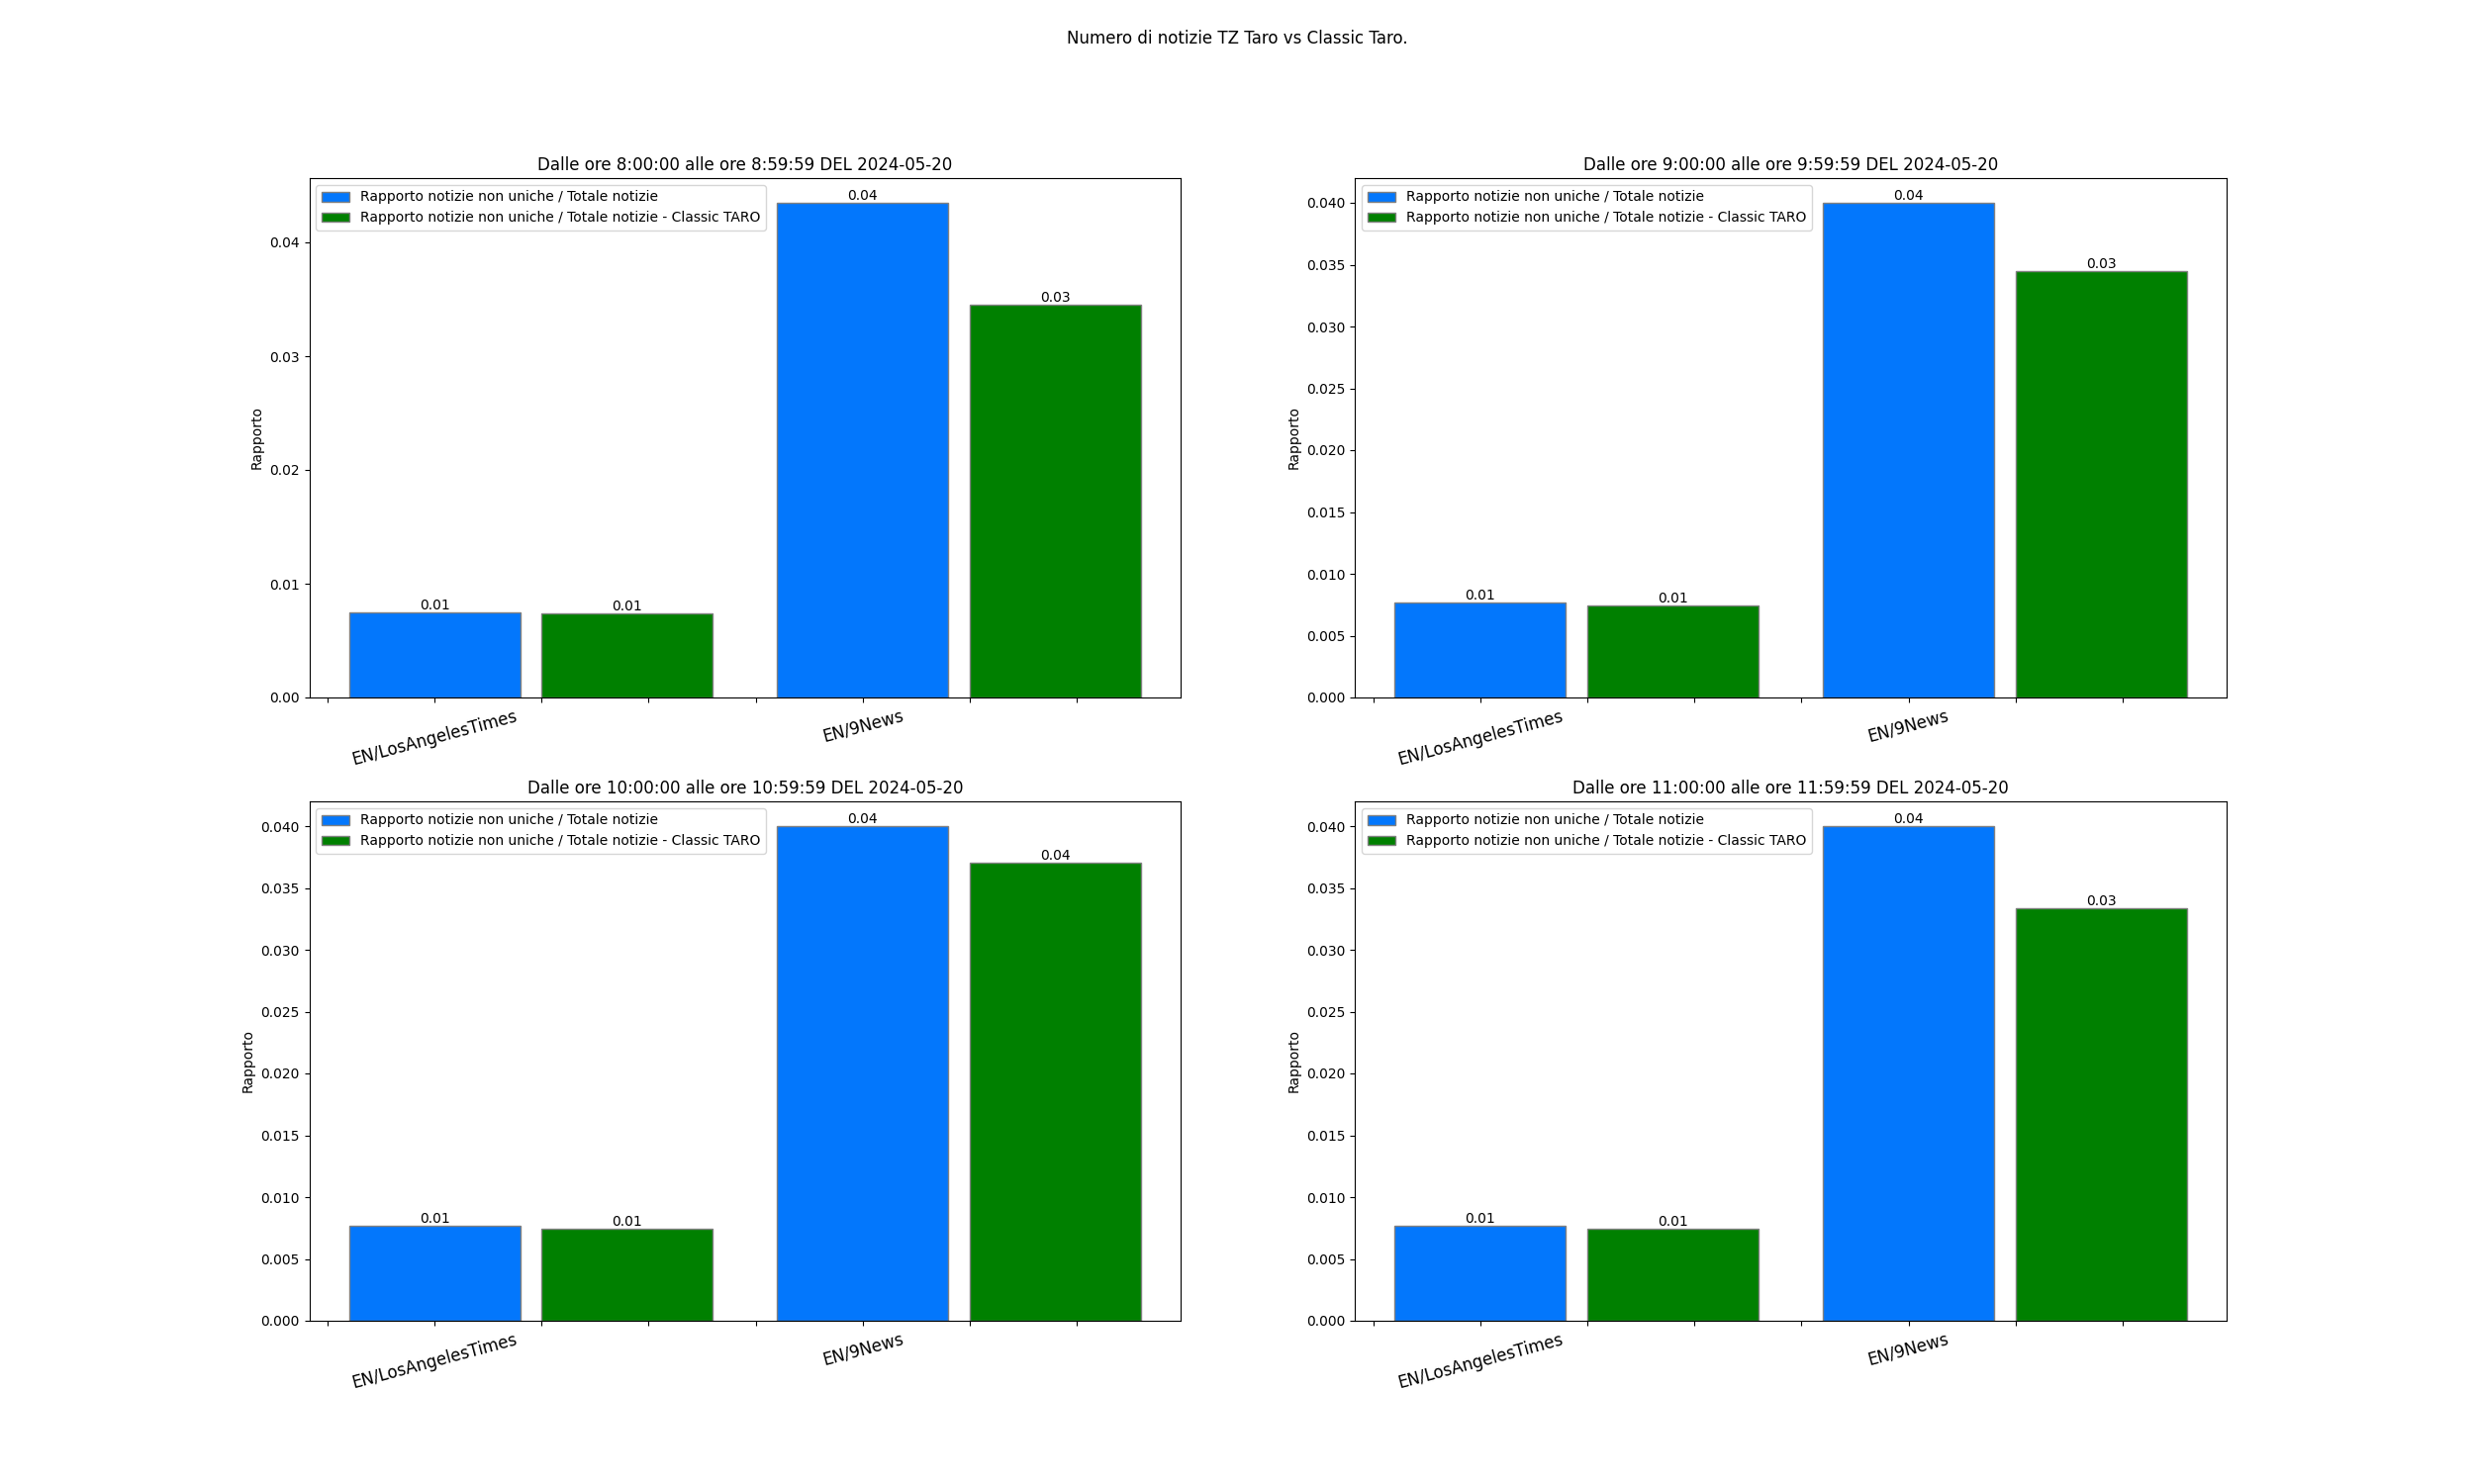 Numero di notizie TZ Taro vs Classic Taro.
Dalle ore 8:00:00 alle ore 8:59:59 DEL 2024-05-20
Rapporto notizie non uniche / Totale notizie
Rapporto notizie non uniche / Totale notizie - Classic TARO
0.04
0.03
0.01
0.01
0.04
0.03
0.02
0.01
0.00
Rapporto
EN/LosAngelesTimes
EN/9News
Dalle ore 9:00:00 alle ore 9:59:59 DEL 2024-05-20
Rapporto notizie non uniche / Totale notizie
Rapporto notizie non uniche / Totale notizie - Classic TARO
0.04
0.03
0.01
0.01
0.040
0.035
0.030
0.025
0.020
0.015
0.010
0.005
0.000
Rapporto
EN/LosAngelesTimes
EN/9News
Dalle ore 10:00:00 alle ore 10:59:59 DEL 2024-05-20
Rapporto notizie non uniche / Totale notizie
Rapporto notizie non uniche / Totale notizie - Classic TARO
0.04
0.04
0.01
0.01
0.040
0.035
0.030
0.025
0.020
0.015
0.010
0.005
0.000
Rapporto
EN/LosAngelesTimes
EN/9News
Dalle ore 11:00:00 alle ore 11:59:59 DEL 2024-05-20
Rapporto notizie non uniche / Totale notizie
Rapporto notizie non uniche / Totale notizie - Classic TARO
0.04
0.03
0.01
0.01
0.040
0.035
0.030
0.025
0.020
0.015
0.010
0.005
0.000
Rapporto
EN/LosAngelesTimes
EN/9News